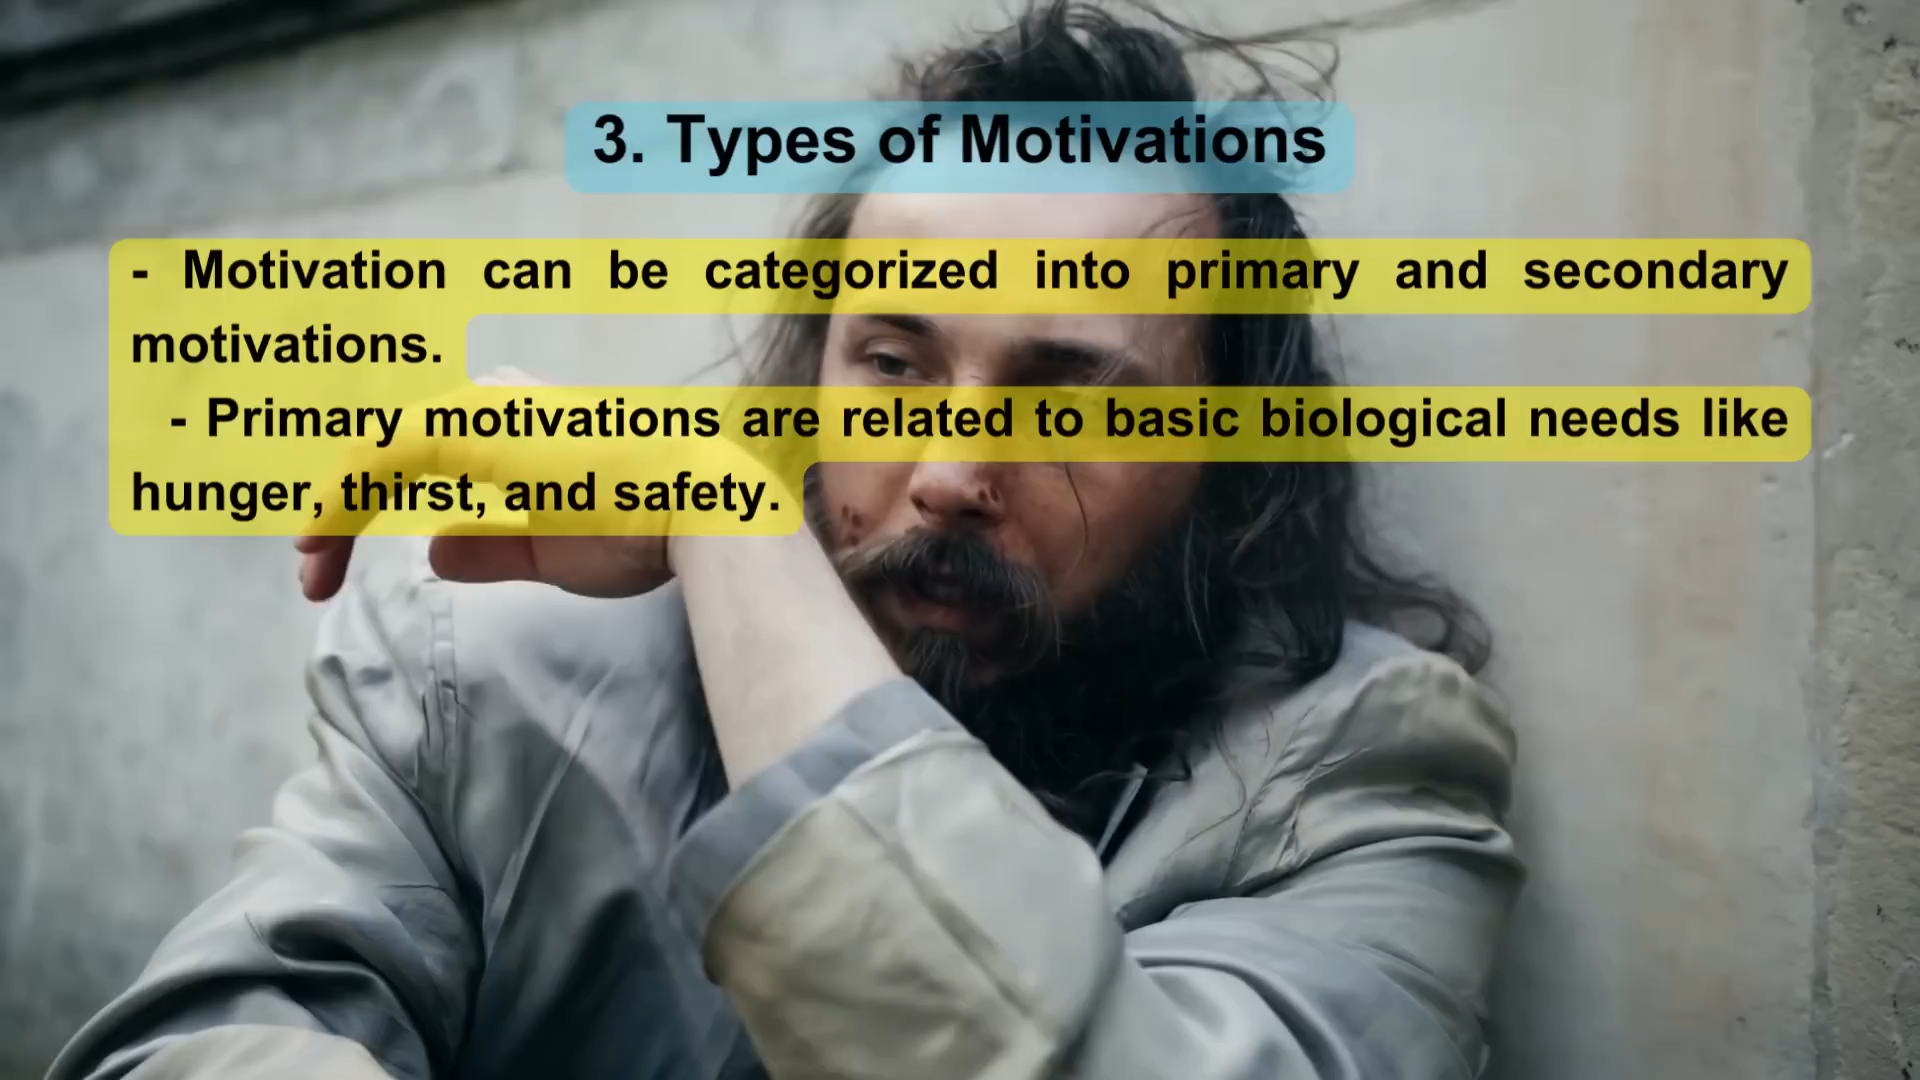 3. Types of Motivations
- Motivation can be categorized into primary and secondary
motivations.
- Primary motivations are related to basic biological needs like
hunger, thirst, and safety.